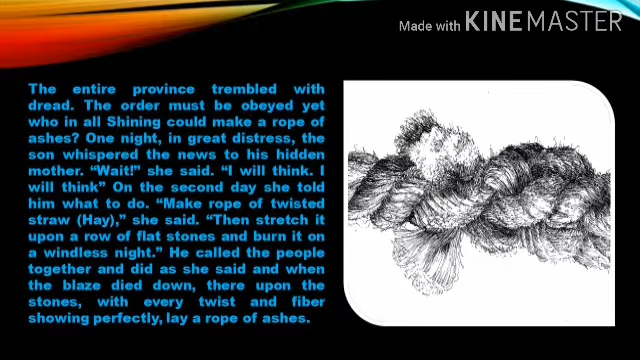 Made with KINEMASTER
The entire province trembled with
dread. The order must be obeyed yet
who in all Shining could make a rope of
ashes? One night, in great distress, the
son whispered the news to his hidden
mother. “Wait!” she said. “I will think. I
will think” On the second day she told
him what to do. “Make rope of twisted
straw (Hay),” she said. “Then stretch it
upon a row of flat stones and burn it on
a windless night.” He called the people
together and did as she said and when
the blaze died down, there upon the
stones, with every twist and fiber
showing perfectly, lay a rope of ashes.